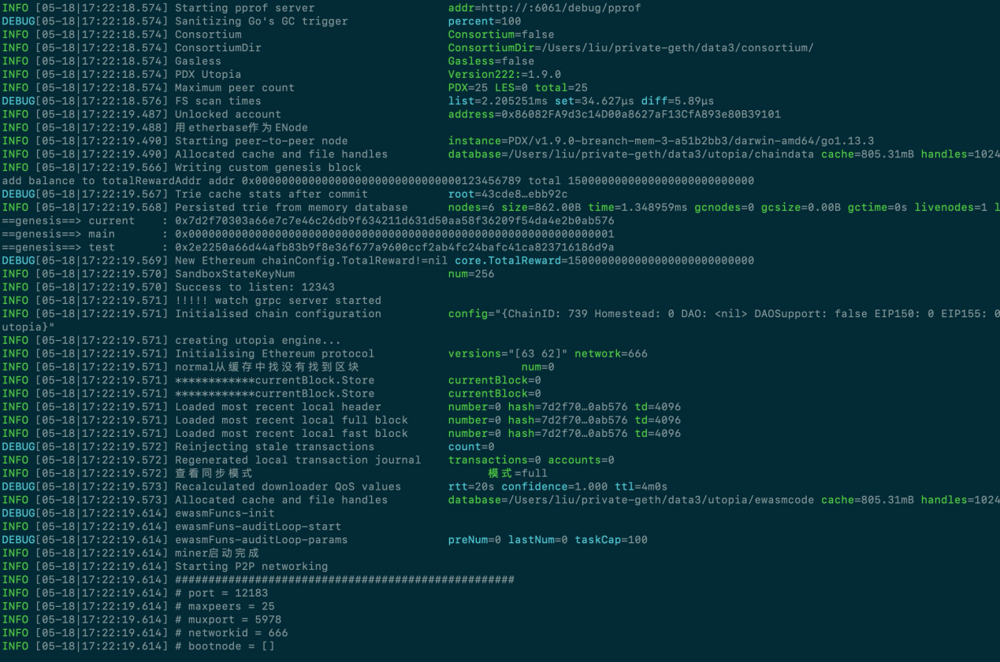 INFO [05-18|17:22:18.574] Starting pprof server addr=http://:6061/debug/pprof
DEBUG[05-18|17:22:18.574] Sanitizing Go's GC trigger percent=100
INFO [05-18|17:22:18.574] Consortium Consortium=false
INFO [05-18|17:22:18.574] ConsortiumDir ConsortiumDir=/Users/liu/private-geth/data3/consortium/
INFO [05-18|17:22:18.574] Gasless Gasless=false
INFO [05-18|17:22:18.574] PDX Utopia Version222:=1.9.0
INFO [05-18|17:22:18.574] Maximum peer count PDX=25 LES=0 total=25
DEBUG[05-18|17:22:18.576] FS scan times list=2.205251ms set=34.627µs diff=5.89µs
INFO [05-18|17:22:19.487] Unlocked account address=0x86082FA9d3c14D00a8627aF13CfA893e80B39101
INFO [05-18|17:22:19.488] 用etherbase作为ENode
INFO [05-18|17:22:19.490] Starting peer-to-peer node instance=PDX/v1.9.0-breanch-mem-3-a51b2bb3/darwin-amd64/go1.13.3
INFO [05-18|17:22:19.490] Allocated cache and file handles database=/Users/liu/private-geth/data3/utopia/chaindata cache=805.31mB handles=1024
INFO [05-18|17:22:19.566] Writing custom genesis block
add balance to totalRewardAddr addr 0x0000000000000000000000000000000123456789 total 1500000000000000000000000000
DEBUG[05-18|17:22:19.567] Trie cache stats after commit root=43cde8…ebb92c
INFO [05-18|17:22:19.568] Persisted trie from memory database nodes=6 size=862.00B time=1.348959ms gcnodes=0 gcsize=0.00B gctime=0s livenodes=1 l
==genesis==> current : 0x7d2f70303a66e7c7e46c26db9f634211d631d50aa58f36209f54da4e2b0ab576
==genesis==> main : 0x0000000000000000000000000000000000000000000000000000000000000001
==genesis==> test : 0x2e2250a66d44afb83b9f8e36f677a9600ccf2ab4fc24bafc41ca823716186d9a
DEBUG[05-18|17:22:19.569] New Ethereum chainConfig.TotalReward!=nil core.TotalReward=1500000000000000000000000000
INFO [05-18|17:22:19.570] SandboxStateKeyNum num=256
INFO [05-18|17:22:19.570] Success to listen: 12343
INFO [05-18|17:22:19.571] !!!!! watch grpc server started
INFO [05-18|17:22:19.571] Initialised chain configuration config="{ChainID: 739 Homestead: 0 DAO: <nil> DAOSupport: false EIP150: 0 EIP155: 0
utopia}"
INFO [05-18|17:22:19.571] creating utopia engine...
INFO [05-18|17:22:19.571] Initialising Ethereum protocol versions="[63 62]" network=666
INFO [05-18|17:22:19.571] normal从缓存中找没有找到区块 num=0
INFO [05-18|17:22:19.571] ************currentBlock.Store currentBlock=0
INFO [05-18|17:22:19.571] ************currentBlock.Store currentBlock=0
INFO [05-18|17:22:19.571] Loaded most recent local header number=0 hash=7d2f70…0ab576 td=4096
INFO [05-18|17:22:19.571] Loaded most recent local full block number=0 hash=7d2f70…0ab576 td=4096
INFO [05-18|17:22:19.571] Loaded most recent local fast block number=0 hash=7d2f70…0ab576 td=4096
DEBUG[05-18|17:22:19.572] Reinjecting stale transactions count=0
INFO [05-18|17:22:19.572] Regenerated local transaction journal transactions=0 accounts=0
INFO [05-18|17:22:19.572] 查看同步模式 模式=full
DEBUG[05-18|17:22:19.573] Recalculated downloader QoS values rtt=20s confidence=1.000 ttl=4m0s
INFO [05-18|17:22:19.573] Allocated cache and file handles database=/Users/liu/private-geth/data3/utopia/ewasmcode cache=805.31mB handles=1024
DEBUG[05-18|17:22:19.614] ewasmFuncs-init
INFO [05-18|17:22:19.614] ewasmFuns-auditLoop-start
DEBUG[05-18|17:22:19.614] ewasmFuns-auditLoop-params preNum=0 lastNum=0 taskCap=100
INFO [05-18|17:22:19.614] miner启动完成
INFO [05-18|17:22:19.614] Starting P2P networking
INFO [05-18|17:22:19.614] ###################################################
INFO [05-18|17:22:19.614] # port = 12183
INFO [05-18|17:22:19.614] # maxpeers = 25
INFO [05-18|17:22:19.614] # muxport = 5978
INFO [05-18|17:22:19.614] # networkid = 666
INFO [05-18|17:22:19.614] # bootnode = []